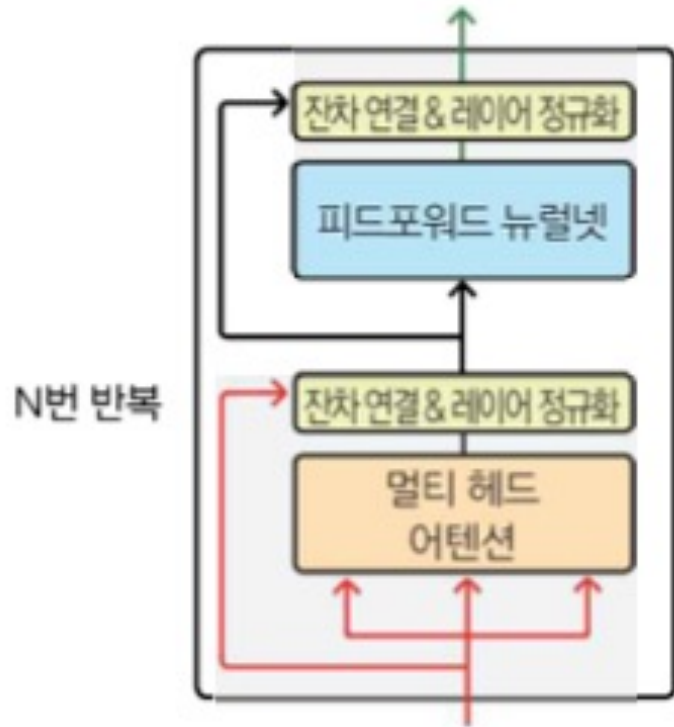 잔차 연결 & 레이어 정규화
피드포워드 뉴럴넷
N번 반복
잔차 연결 & 레이어 정규화
멀티 헤드
어텐션